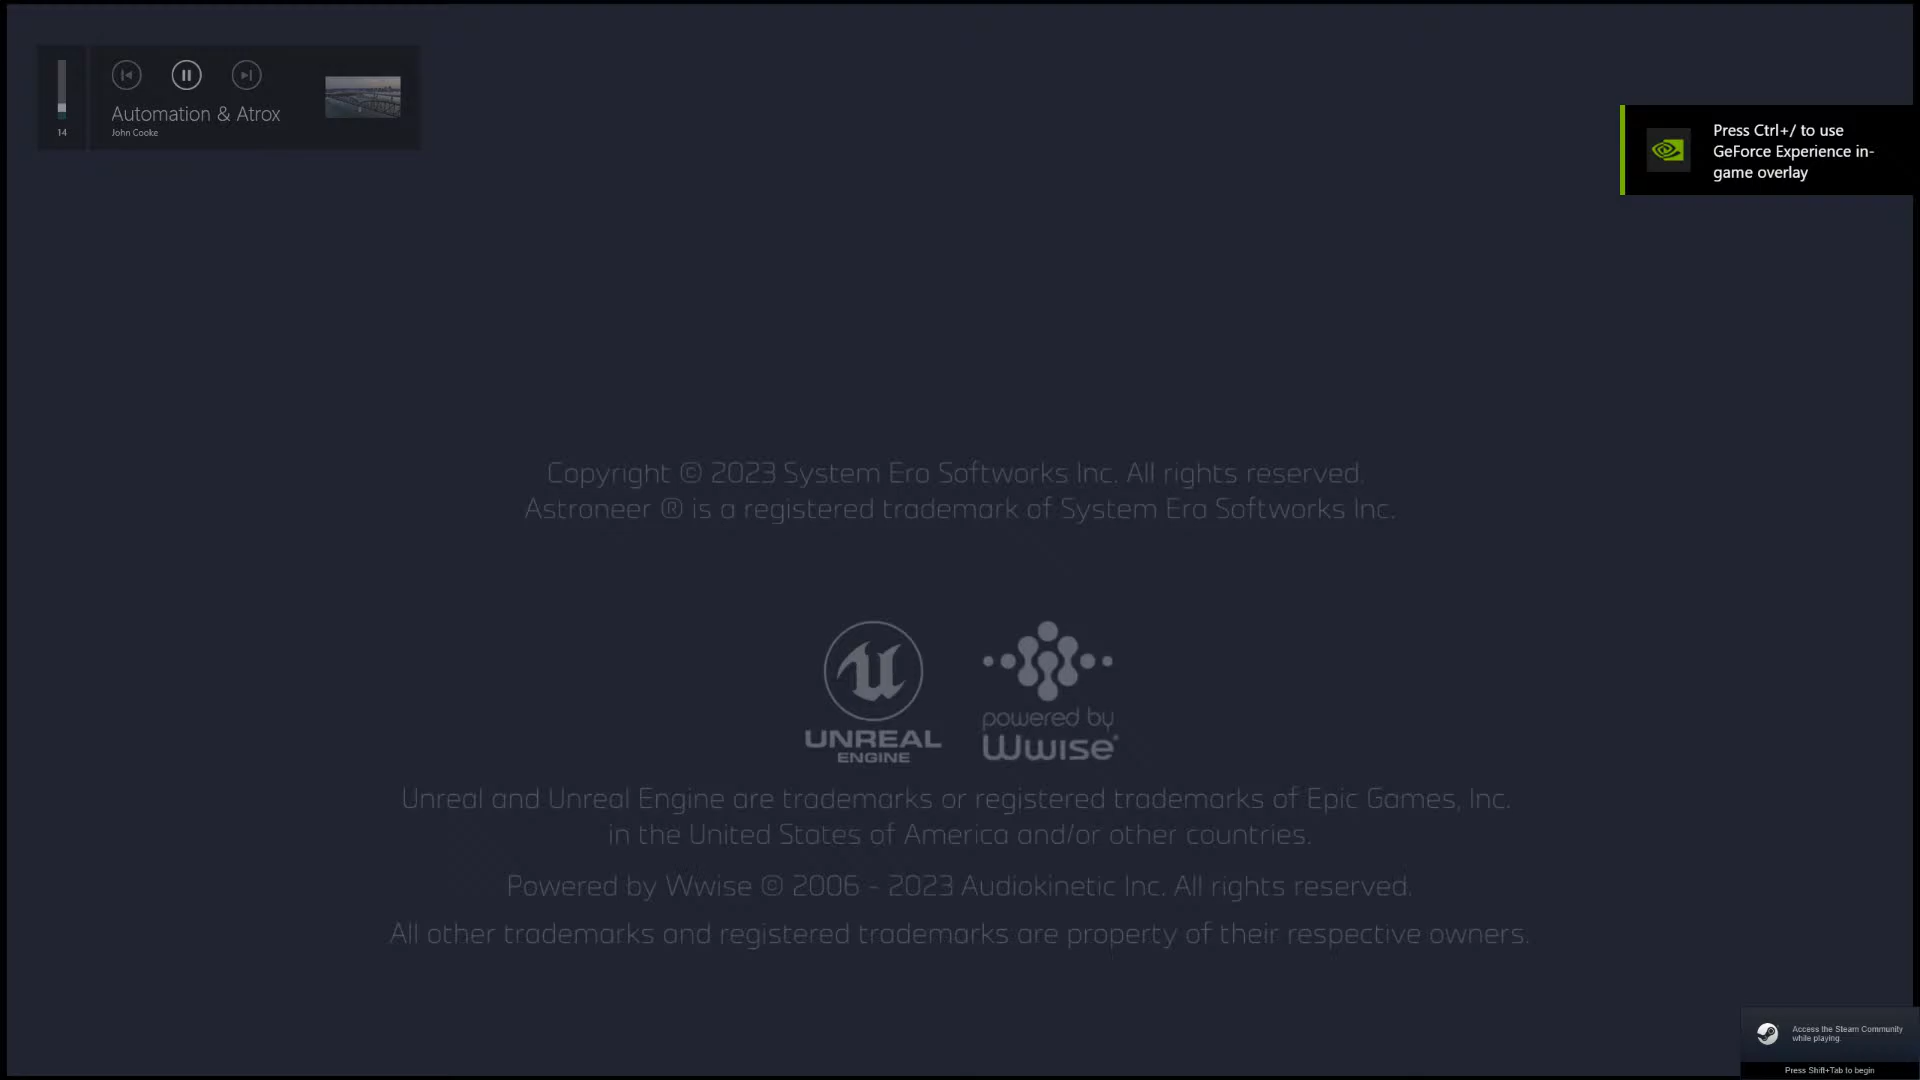 Automation & Atrox
John Cooke
14
Press Ctrl+/ to use
GeForce Experience in-
game overlay
Copyright © 2023 System Era Softworks Inc. All rights reserved.
Astroneer ® is a registered trademark of System Era Softworks Inc.
UNREAL
ENGINE
powered by
Wwise®
Unreal and Unreal Engine are trademarks or registered trademarks of Epic Games, Inc.
in the United States of America and/or other countries.
Powered by Wwise © 2006 - 2023 Audiokinetic Inc. All rights reserved.
All other trademarks and registered trademarks are property of their respective owners.
Access the Steam Community
while playing.
Press Shift+Tab to begin